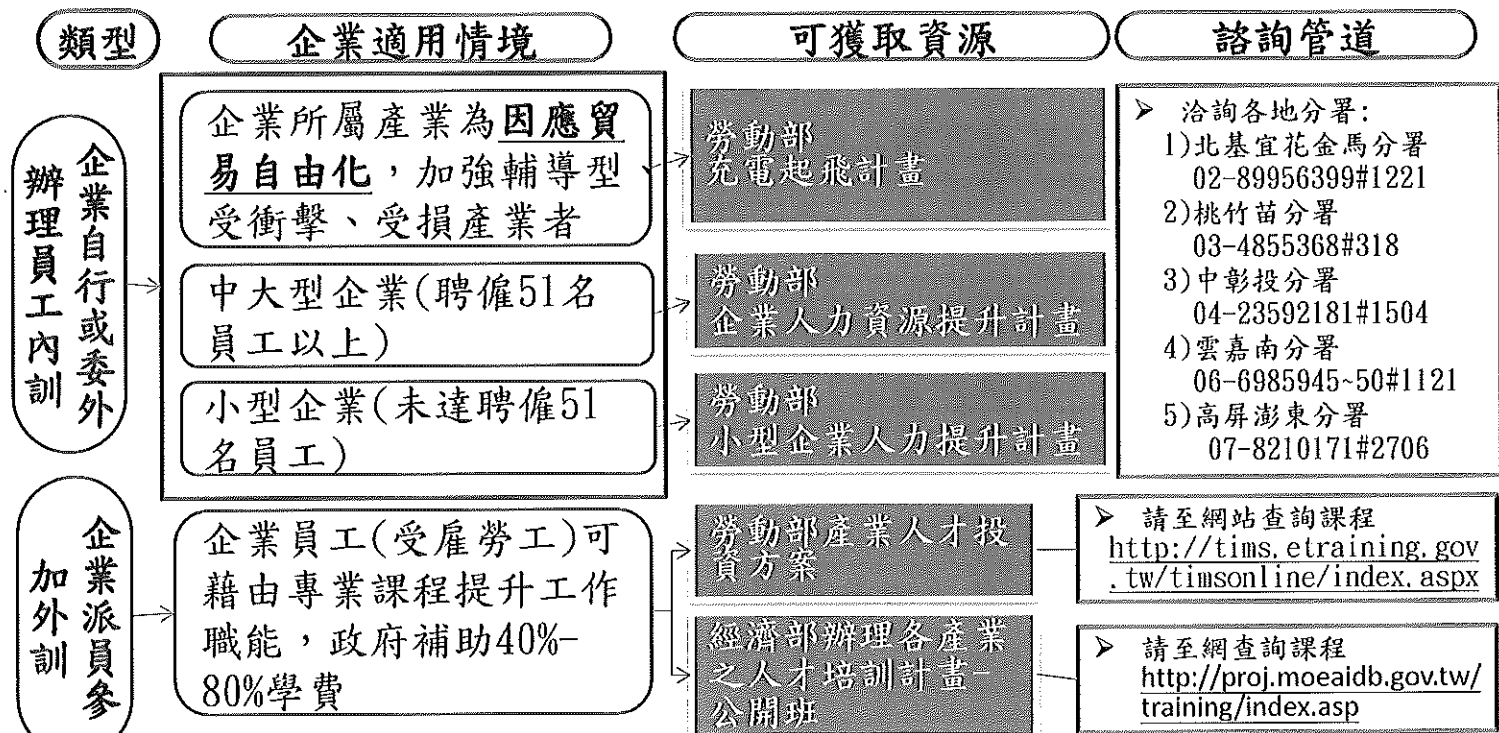 類型
企業適用情境
可獲取資源
諮詢管道
企業自行或委外
辦理員工內訓
企業所屬產業為因應貿
易自由化，加強輔導型
受衝擊、受損產業者
中大型企業(聘僱51名
員工以上)
小型企業(未達聘僱51
名員工)
勞動部
充電起飛計畫
勞動部
企業人力資源提升計畫
勞動部
小型企業人力提升計畫
➢ 洽詢各地分署:
1)北基宜花金馬分署
02-89956399#1221
2)桃竹苗分署
03-4855368#318
3)中彰投分署
04-23592181#1504
4)雲嘉南分署
06-6985945~50#1121
5)高屏澎東分署
07-8210171#2706
企業派員參
加外訓
企業員工(受雇勞工)可
藉由專業課程提升工作
職能，政府補助40%-
80%學費
勞動部產業人才投
資方案
經濟部辦理各產業
之人才培訓計畫-
公開班
➢ 請至網站查詢課程
http://tims.etraining.gov
.tw/timsonline/index.aspx
➢ 請至網查詢課程
http://proj.moeaidb.gov.tw/
training/index.asp